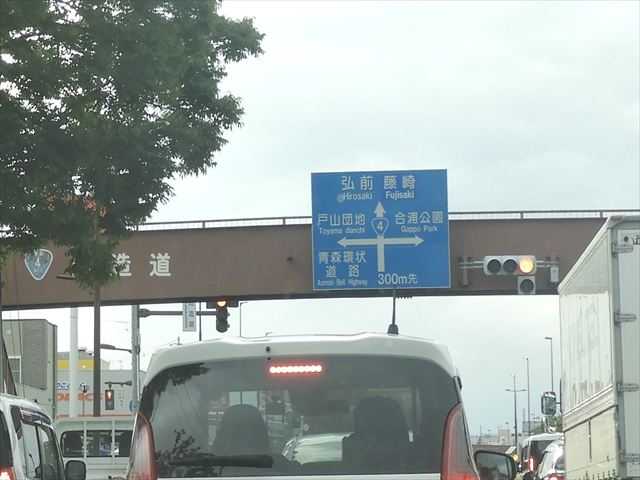 弘前 藤崎
Hirosaki Fujisaki
戸山団地 合浦公園
Toyama danchi Gappo Park
4
青森環状
道路
Aomori Belt Highway
300m先
造道